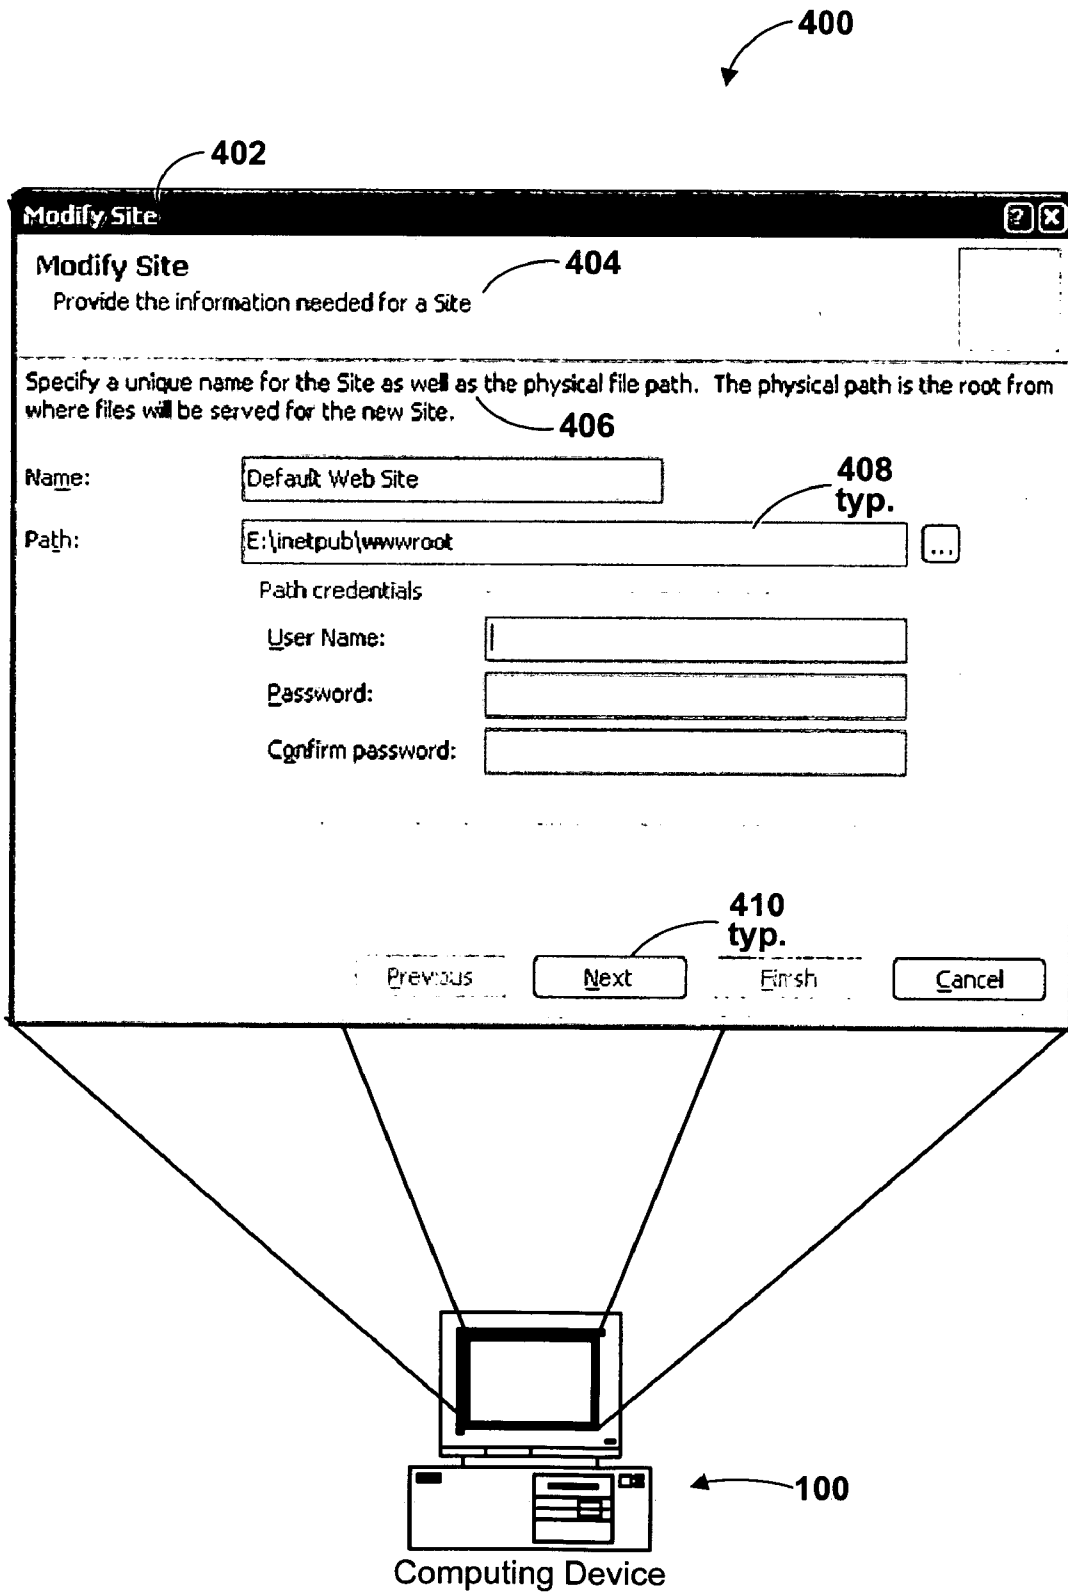 400
402
Modify Site
Modify Site
404
Provide the information needed for a Site
Specify a unique name for the Site as well as the physical file path. The physical path is the root from
where files will be served for the new Site.
406
Name:
Default Web Site
408
typ.
Path:
E:\inetpub\wwwroot
...
Path credentials
User Name:
Password:
Confirm password:
410
typ.
Previous
Next
Finish
Cancel
100
Computing Device